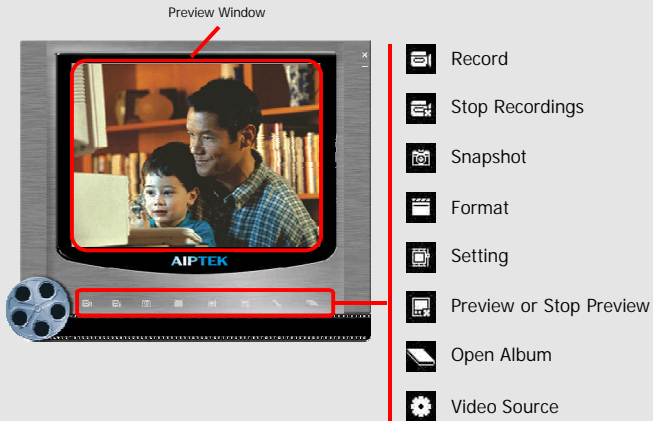 Preview Window
AIPTEK
Record
Stop Recordings
Snapshot
Format
Setting
Preview or Stop Preview
Open Album
Video Source